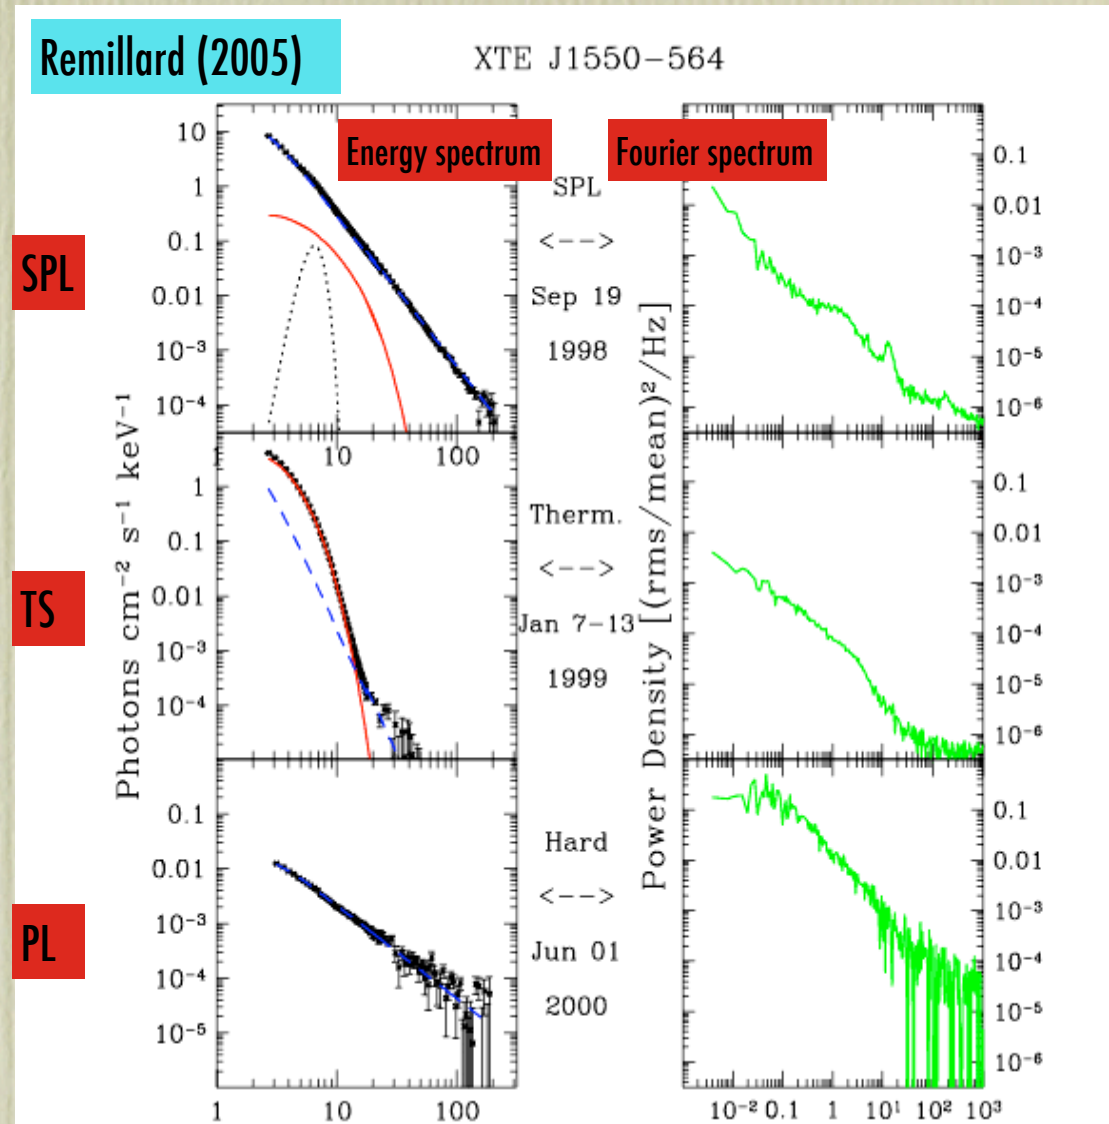 Remillard (2005)
XTE J1550−564
Energy spectrum
Fourier spectrum
SPL
TS
PL
Photons cm⁻² s⁻¹ keV⁻¹
10
1
0.1
0.01
10⁻³
10⁻⁴
1 10 100
1
0.1
0.01
10⁻³
10⁻⁴
0.1
0.01
10⁻³
10⁻⁴
10⁻⁵
1 10 100
SPL
<-->
Sep 19
1998
Therm.
<-->
Jan 7−13
1999
Hard
<-->
Jun 01
2000
Power Density [(rms/mean)²/Hz]
0.1
0.01
10⁻³
10⁻⁴
10⁻⁵
10⁻⁶
0.1
0.01
10⁻³
10⁻⁴
10⁻⁵
10⁻⁶
0.1
0.01
10⁻³
10⁻⁴
10⁻⁵
10⁻⁶
10⁻² 0.1 1 10¹ 10² 10³